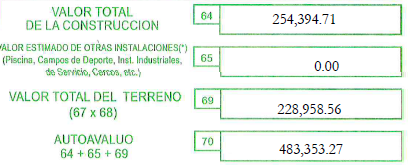 VALOR TOTAL 64 254,394.71
DE LA CONSTRUCCION
VALOR ESTIMADO DE OTRAS INSTALACIONES(*) 65
(Piscina, Campos de Deporte, Inst. Industriales, 0.00
de Servicio, Cercos, etc.)
VALOR TOTAL DEL TERRENO 69
(67 x 68) 228,958.56
AUTOAVALUO 70
64 + 65 + 69 483,353.27